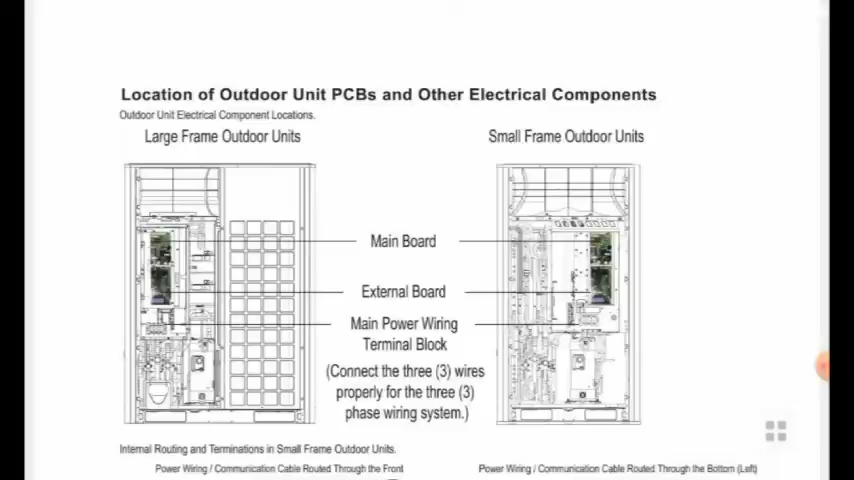 Location of Outdoor Unit PCBs and Other Electrical Components
Outdoor Unit Electrical Component Locations.
Large Frame Outdoor Units
Small Frame Outdoor Units
Main Board
External Board
Main Power Wiring
Terminal Block
(Connect the three (3) wires
properly for the three (3)
phase wiring system.)
Internal Routing and Terminations in Small Frame Outdoor Units.
Power Wiring / Communication Cable Routed Through the Front
Power Wiring / Communication Cable Routed Through the Bottom (Left)